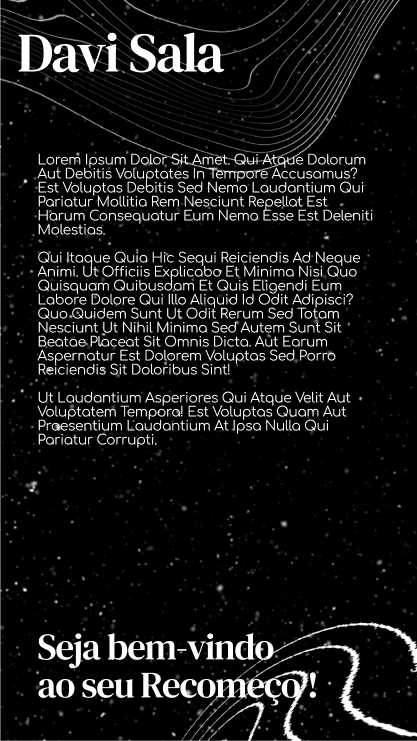 Davi Sala
Lorem Ipsum Dolor Sit Amet. Qui Atque Dolorum
Aut Debitis Voluptates In Tempore Accusamus?
Est Voluptas Debitis Sed Nemo Laudantium Qui
Pariatur Mollitia Rem Nesciunt Repellat Est
Harum Consequatur Eum Nemo Esse Est Deleniti
Molestias.
Qui Itaque Quia Hic Sequi Reiciendis Ad Neque
Animi. Ut Officiis Explicabo Et Minima Nisi Quo
Quisquam Quibusdam Et Quis Eligendi Eum
Labore Dolore Qui Illo Aliquid Id Odit Adipisci?
Quo Quidem Sunt Ut Odit Rerum Sed Totam
Nesciunt Ut Nihil Minima Sed Autem Sunt Sit
Beatae Placeat Sit Omnis Dicta. Aut Earum
Aspernatur Est Dolorem Voluptas Sed Porro
Reiciendis Sit Doloribus Sint!
Ut Laudantium Asperiores Qui Atque Velit Aut
Voluptatem Tempora! Est Voluptas Quam Aut
Praesentium Laudantium At Ipsa Nulla Qui
Pariatur Corrupti.
Seja bem-vindo
ao seu Recomeço !